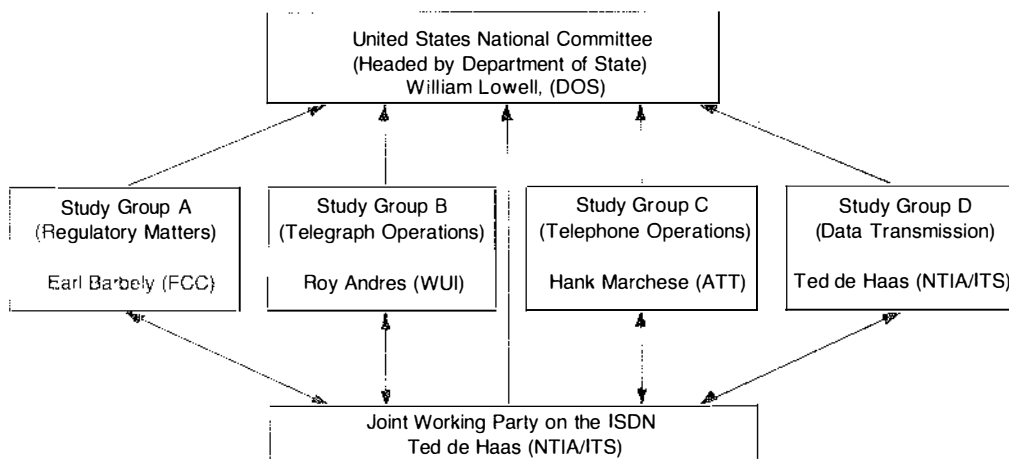 United States National Committee
(Headed by Department of State)
William Lowell, (DOS)
Study Group A
(Regulatory Matters)
Earl Barbely (FCC)
Study Group B
(Telegraph Operations)
Roy Andres (WUI)
Study Group C
(Telephone Operations)
Hank Marchese (ATT)
Study Group D
(Data Transmission)
Ted de Haas (NTIA/ITS)
Joint Working Party on the ISDN
Ted de Haas (NTIA/ITS)